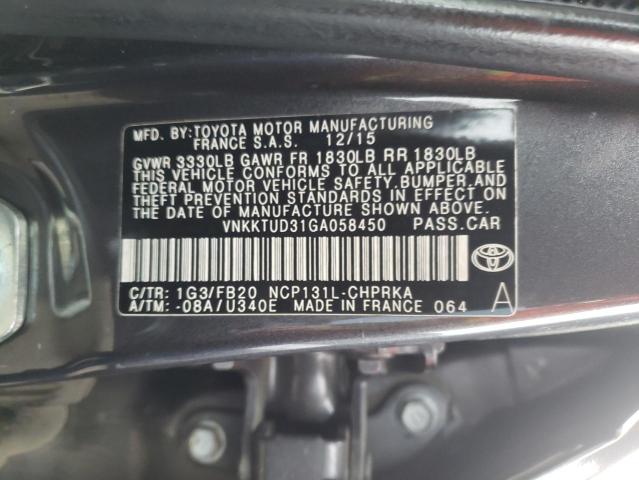 MFD. BY:TOYOTA MOTOR MANUFACTURING
FRANCE S.A.S. 12/15
GVWR 3330LB GAWR FR 1830LB RR 1830LB
THIS VEHICLE CONFORMS TO ALL APPLICABLE
FEDERAL MOTOR VEHICLE SAFETY,BUMPER,AND
THEFT PREVENTION STANDARDS IN EFFECT ON
THE DATE OF MANUFACTURE SHOWN ABOVE.
VNKKTUD31GA058450 PASS.CAR
C/TR: 1G3/FB20 NCP131L-CHPRKA
A/TM: -08A/U340E MADE IN FRANCE 064 A